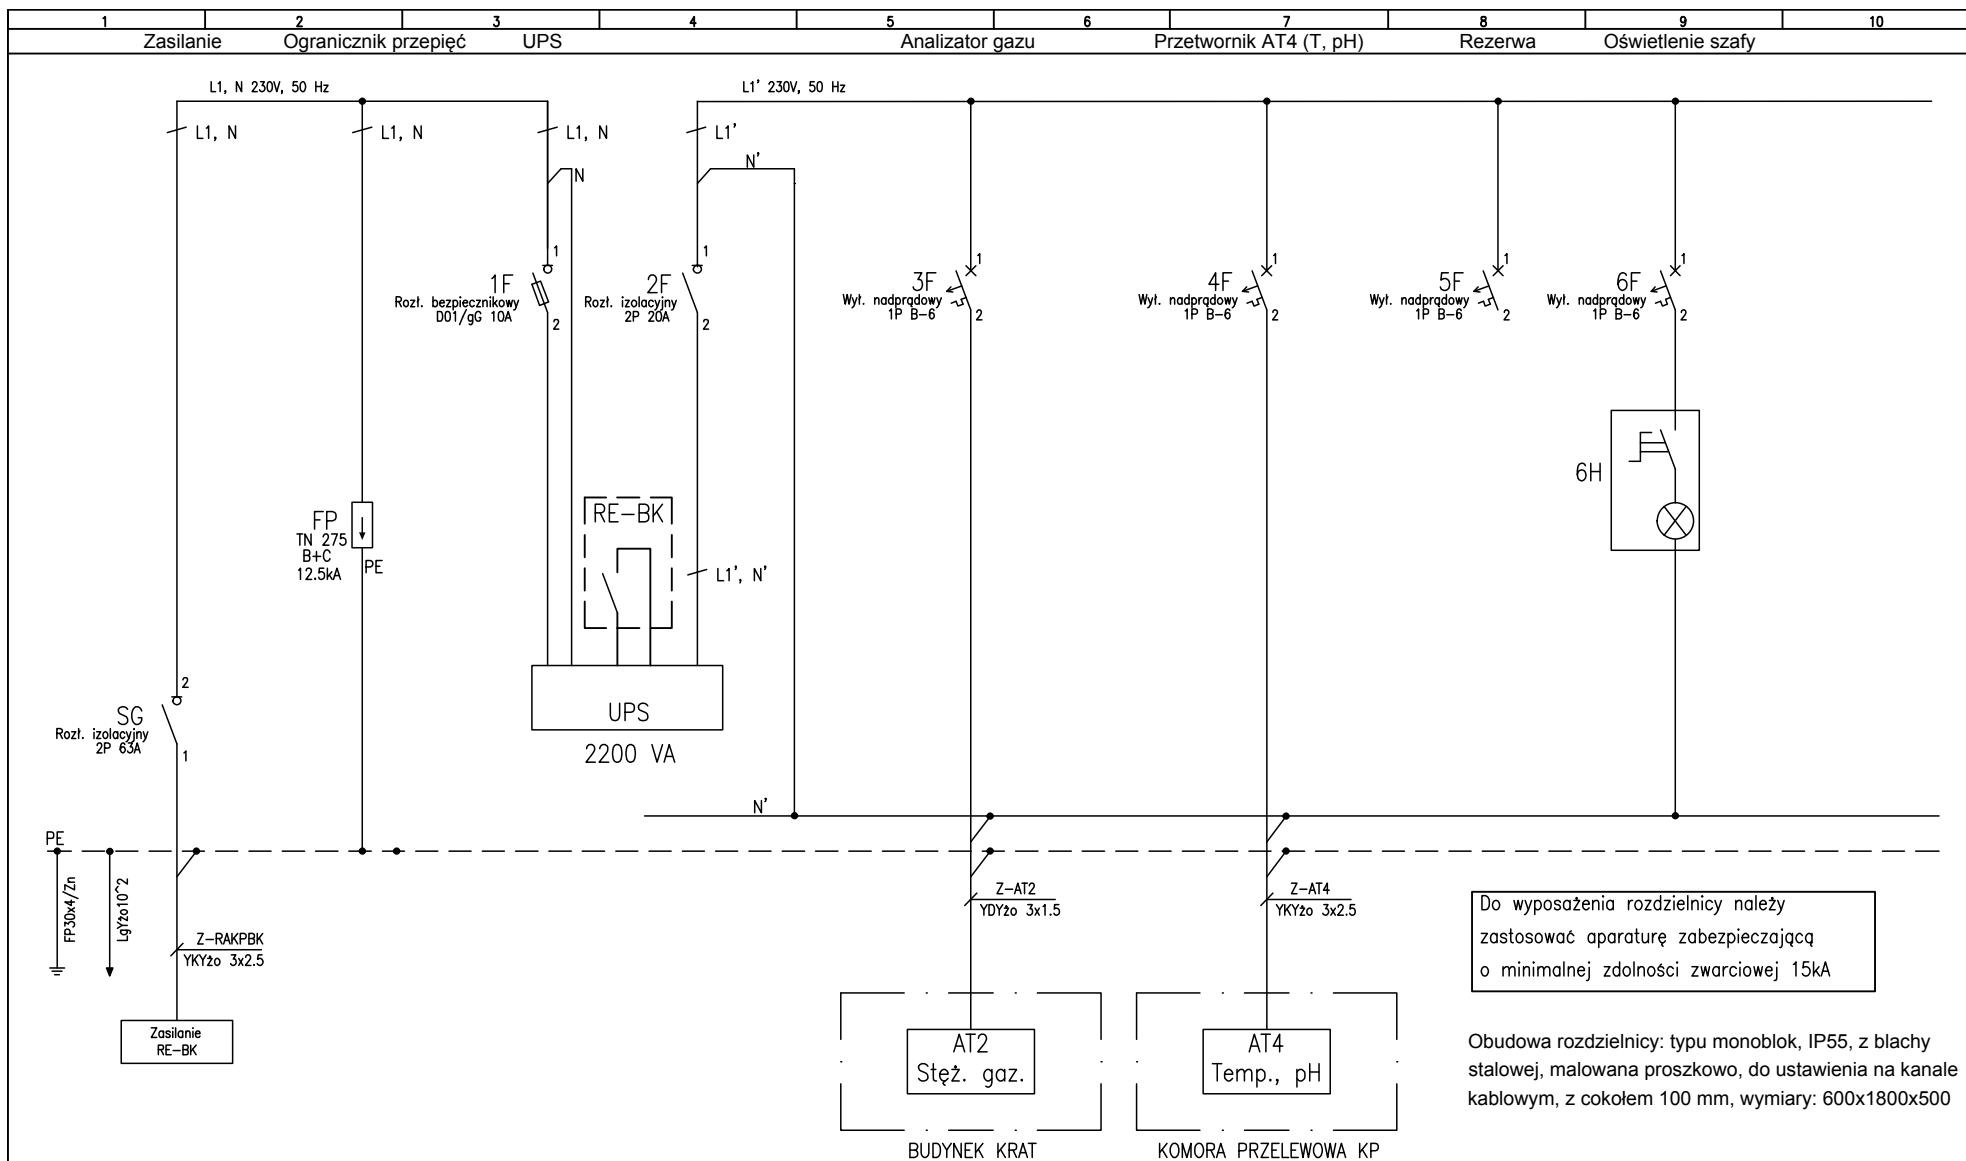 1 2 3 4 5 6 7 8 9 10
Zasilanie Ogranicznik przepięć UPS Analizator gazu Przetwornik AT4 (T, pH) Rezerwa Oświetlenie szafy
L1, N 230V, 50 Hz
L1' 230V, 50 Hz
L1, N
L1, N
L1, N
L1'
N
N'
1
1F
Rozł. bezpiecznikowy
D01/gG 10A
2
1
2F
Rozł. izolacyjny
2P 20A
2
1
3F
Wył. nadprądowy
1P B-6
2
1
4F
Wył. nadprądowy
1P B-6
2
1
5F
Wył. nadprądowy
1P B-6
2
1
6F
Wył. nadprądowy
1P B-6
2
6H
FP
TN 275
B+C
12.5kA
PE
RE-BK
L1', N'
2
SG
Rozł. izolacyjny
2P 63A
1
UPS
2200 VA
N'
PE
FP30x4/Zn
LgYżo10^2
Z-RAKPBK
YKYżo 3x2.5
Z-AT2
YDYżo 3x1.5
Z-AT4
YKYżo 3x2.5
Do wyposażenia rozdzielnicy należy
zastosować aparaturę zabezpieczającą
o minimalnej zdolności zwarciowej 15kA
Zasilanie
RE-BK
AT2
Stęż. gaz.
AT4
Temp., pH
BUDYNEK KRAT
KOMORA PRZELEWOWA KP
Obudowa rozdzielnicy: typu monoblok, IP55, z blachy
stalowej, malowana proszkowo, do ustawienia na kanale
kablowym, z cokołem 100 mm, wymiary: 600x1800x500